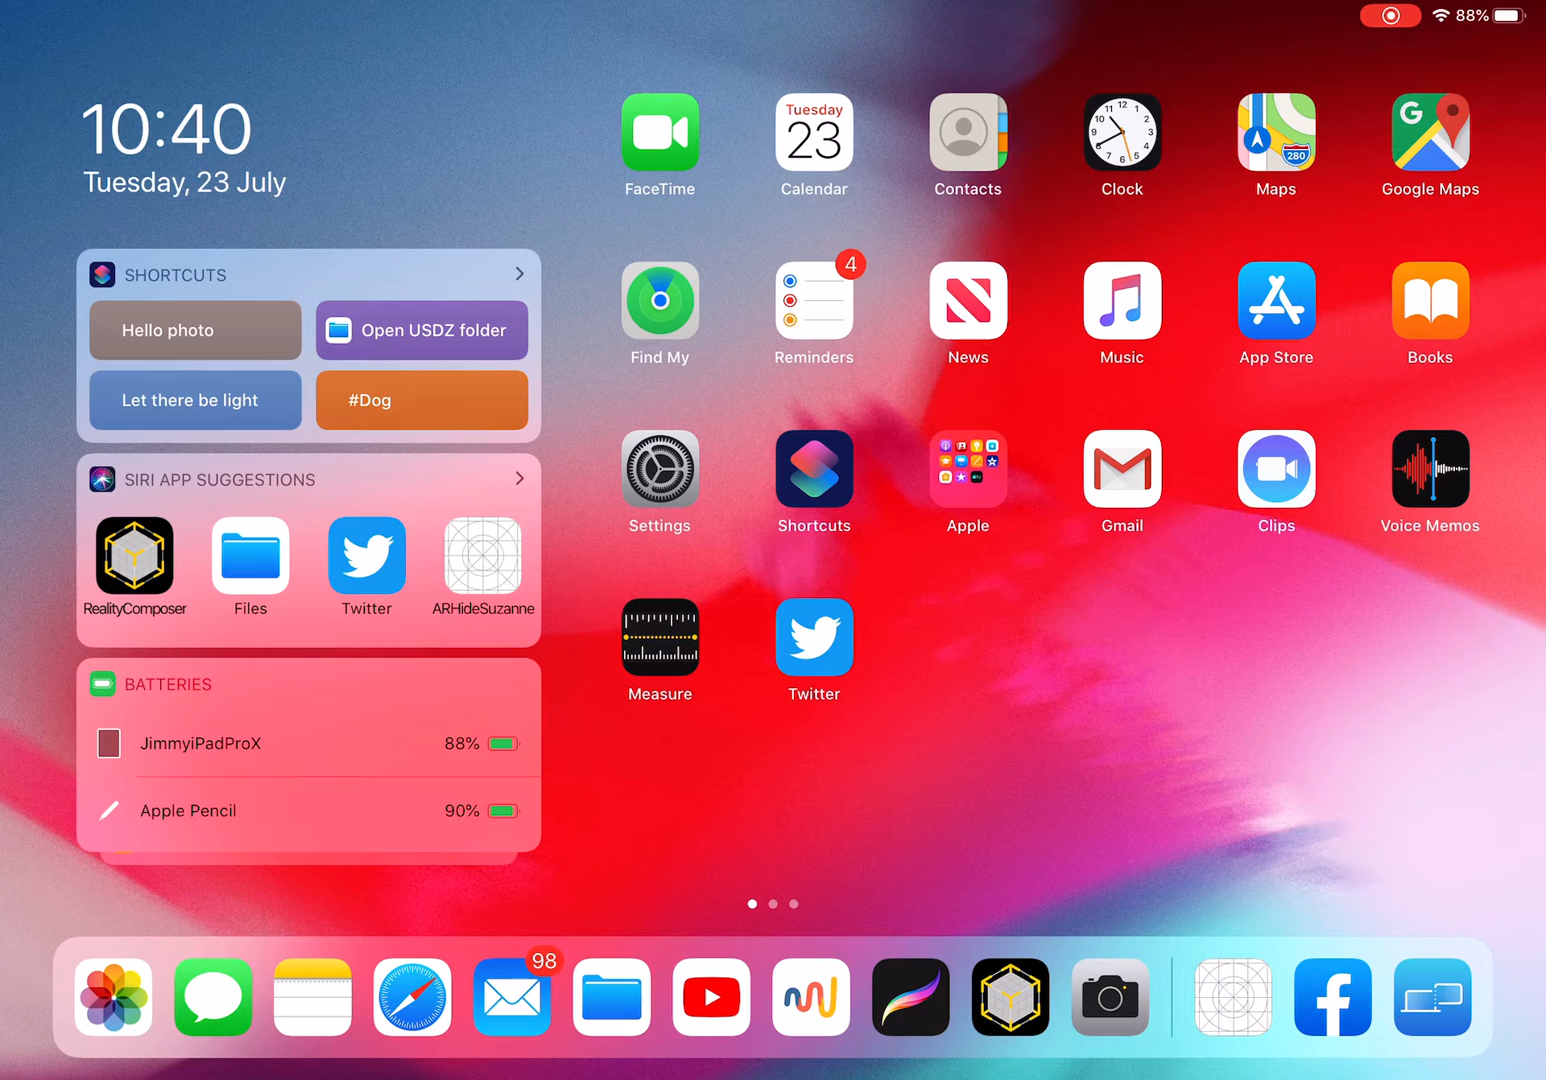 88%
10:40
Tuesday, 23 July
FaceTime
Tuesday
23
Calendar
Contacts
Clock
280
Maps
G
Google Maps
SHORTCUTS
Hello photo
Open USDZ folder
Let there be light
#Dog
Find My
4
Reminders
News
Music
App Store
Books
SIRI APP SUGGESTIONS
RealityComposer
Files
Twitter
ARHideSuzanne
Settings
Shortcuts
Apple
Gmail
Clips
Voice Memos
BATTERIES
JimmyiPadProX
88%
Apple Pencil
90%
Measure
Twitter
98